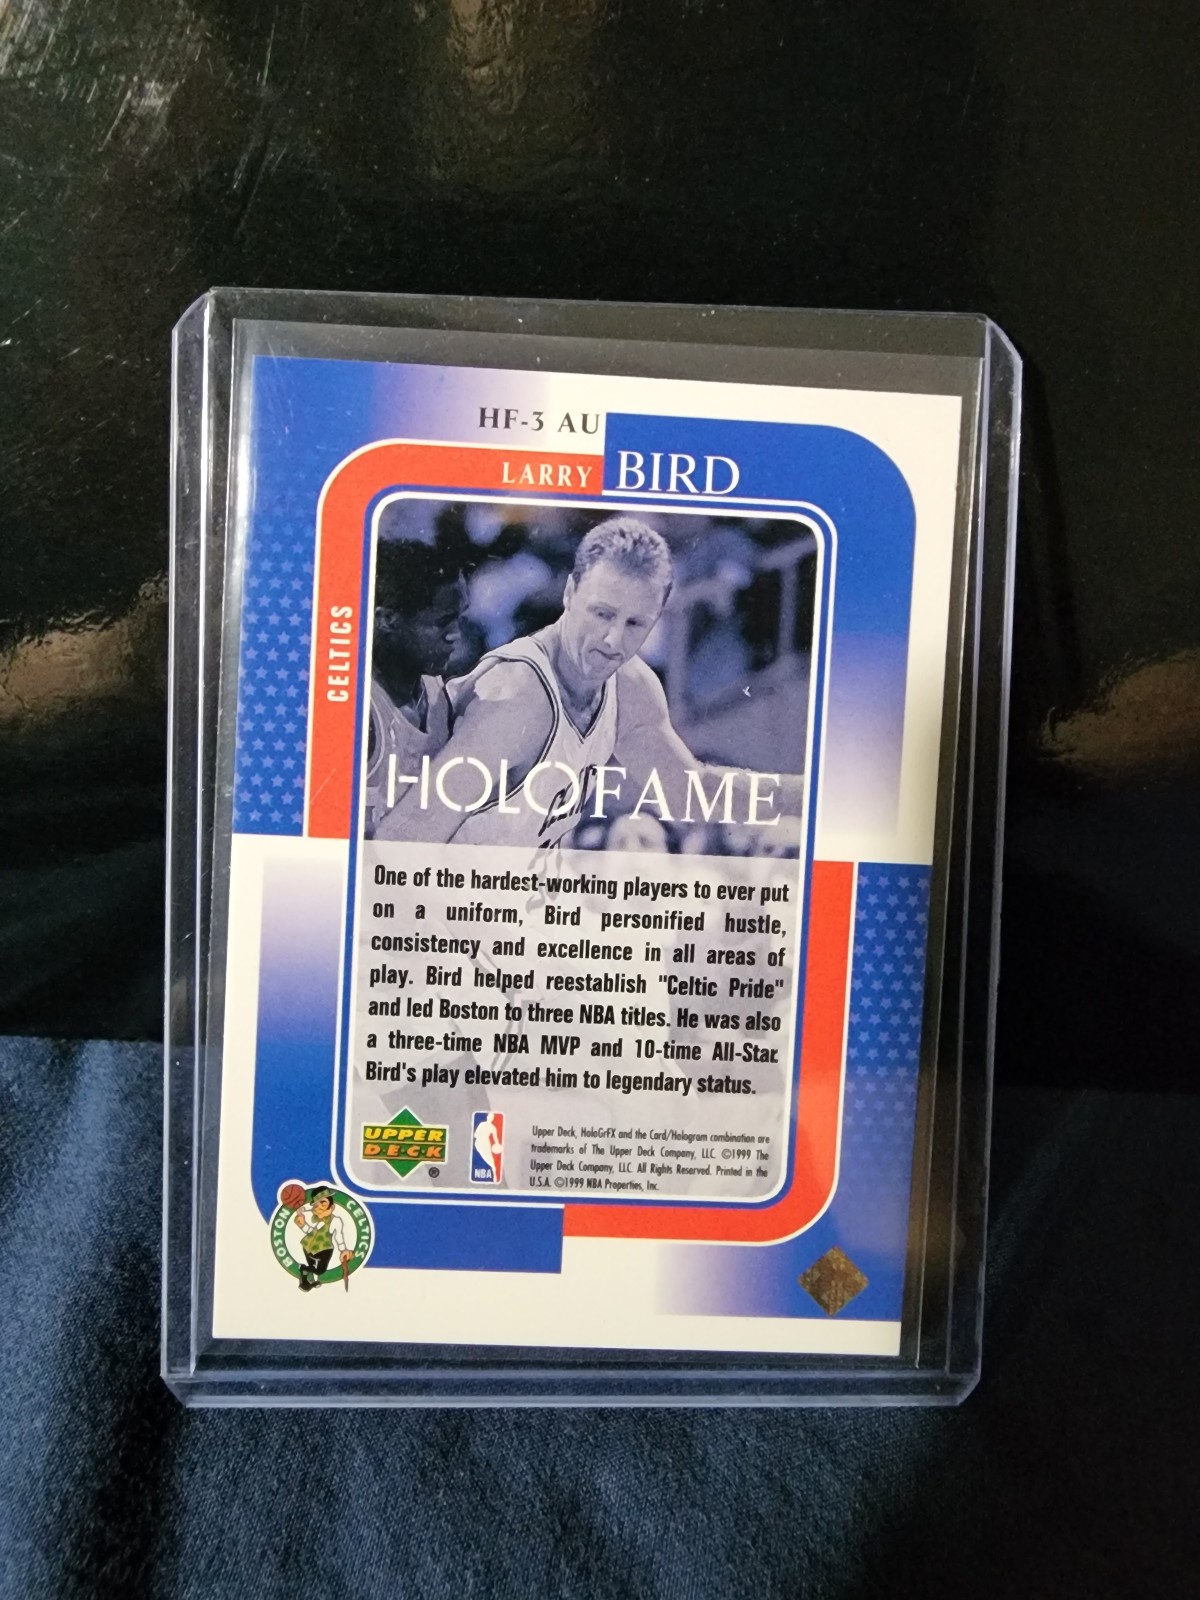 HF-3 AU
LARRY BIRD
CELTICS
HOLOFAME
One of the hardest-working players to ever put
on a uniform, Bird personified hustle,
consistency and excellence in all areas of
play. Bird helped reestablish "Celtic Pride"
and led Boston to three NBA titles. He was also
a three-time NBA MVP and 10-time All-Star.
Bird's play elevated him to legendary status.
UPPER
DECK
®
NBA
Upper Deck, HoloGrFX and the Card/Hologram combination are
trademarks of The Upper Deck Company, LLC. ©1999 The
Upper Deck Company, LLC. All Rights Reserved. Printed in the
U.S.A. ©1999 NBA Properties, Inc.
BOSTON CELTICS